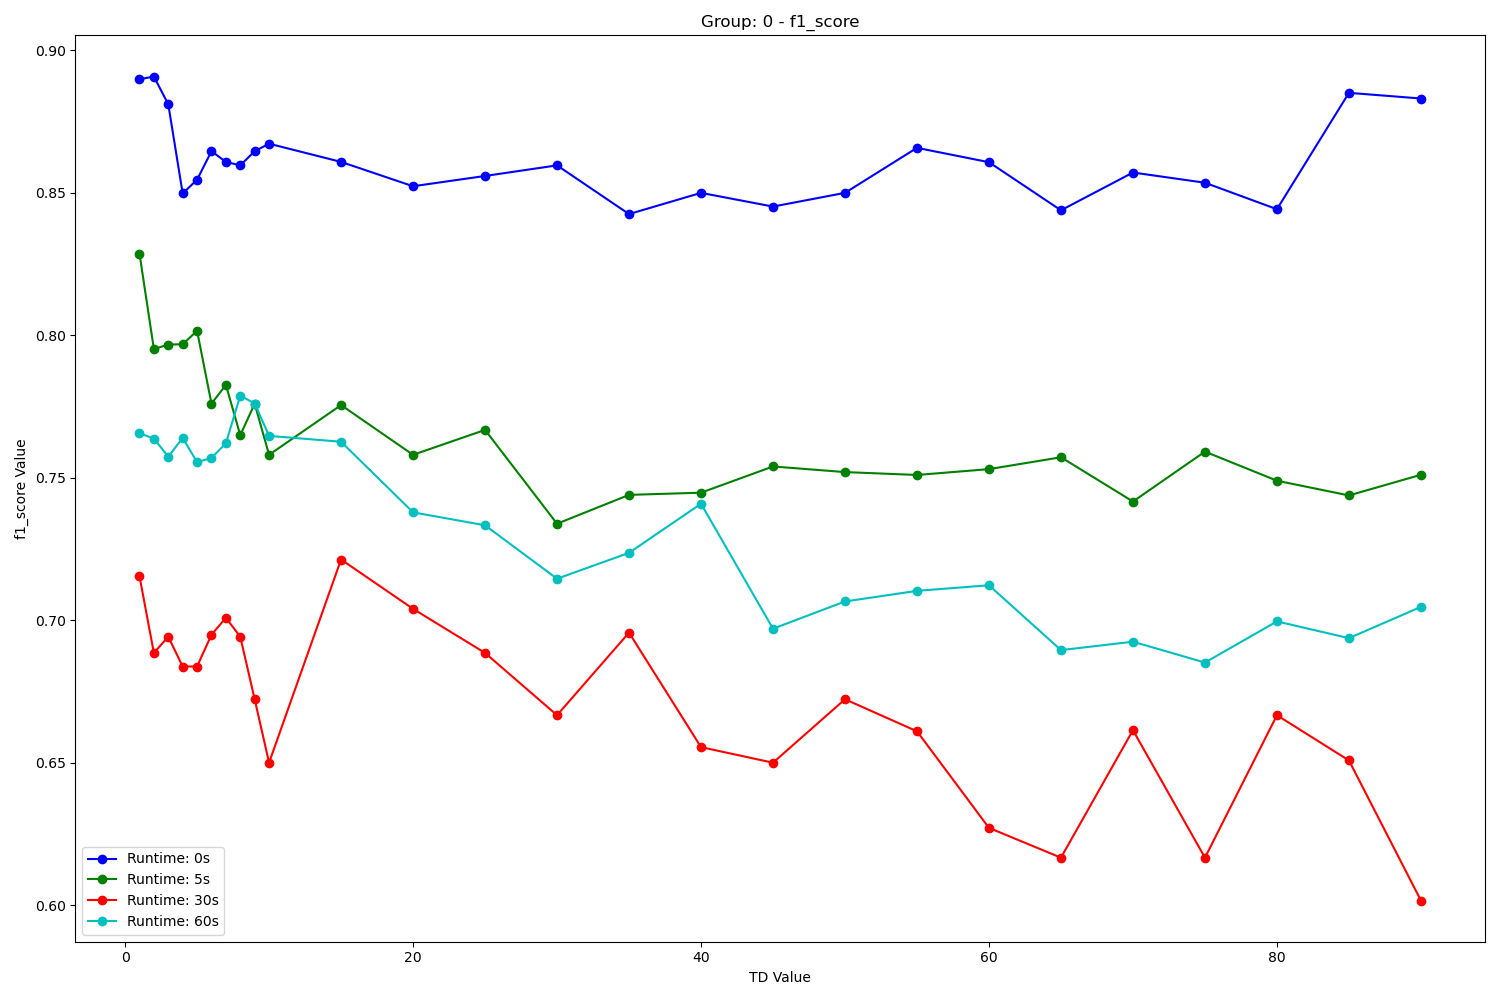 Group: 0 - f1_score
f1_score Value
0.90
0.85
0.80
0.75
0.70
0.65
0.60
Runtime: 0s
Runtime: 5s
Runtime: 30s
Runtime: 60s
0 20 40 60 80
TD Value